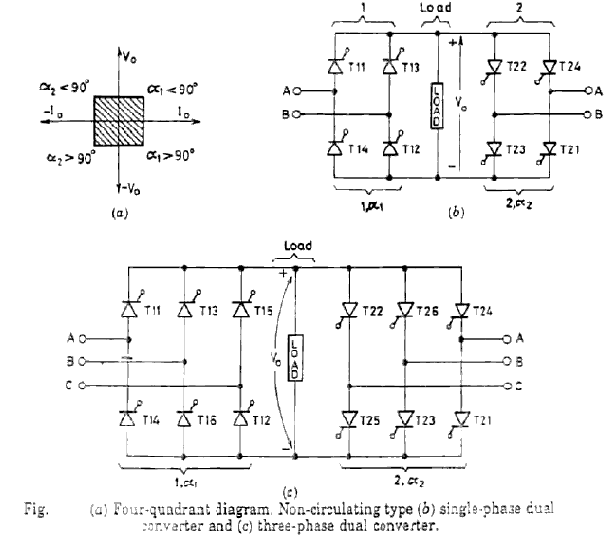 1 Load 2
Vo
α2 < 90° α1 < 90°
-Io Io
α2 > 90° α1 > 90°
-Vo
(a)
T11 T13 + T22 T24
A A
LOAD Vo
B B
T14 T12 - T23 T21
1,α1 (b) 2,α2
Load
+
T11 T13 T15 T22 T26 T24
A A
B Vo LOAD B
C C
T14 T16 T12 T25 T23 T21
-
1,α1 (c) 2,α2
Fig. (a) Four-quadrant diagram. Non-circulating type (b) single-phase dual
converter and (c) three-phase dual converter.